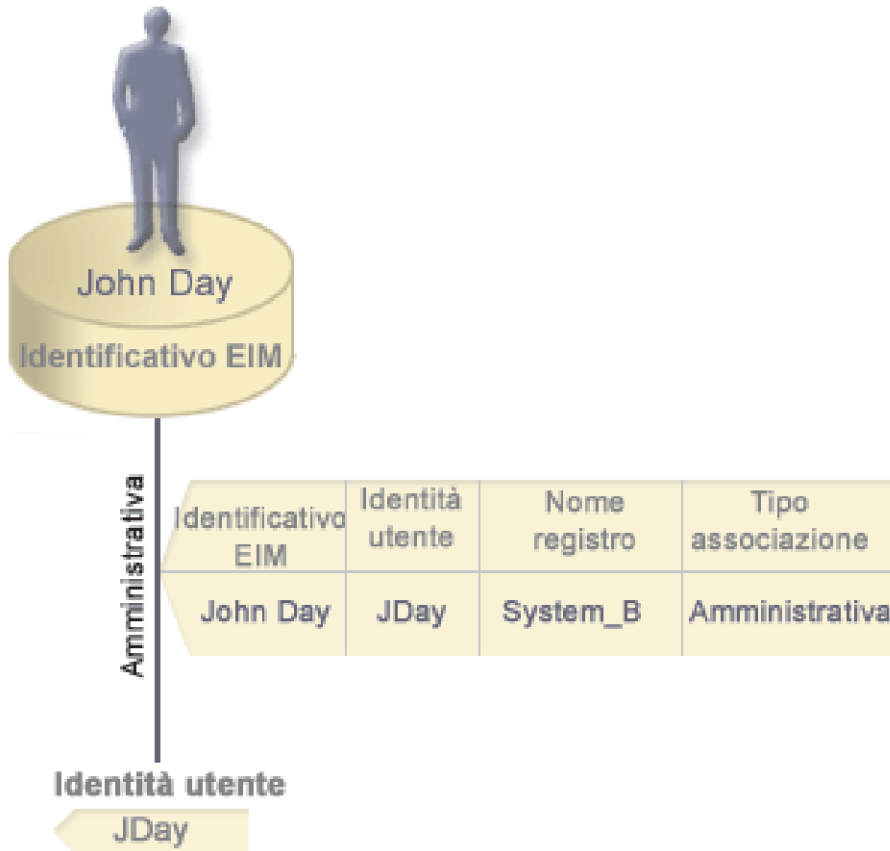 John Day
Identificativo EIM
Amministrativa
Identificativo EIM
Identità utente
Nome registro
Tipo associazione
John Day
JDay
System_B
Amministrativa
Identità utente
JDay